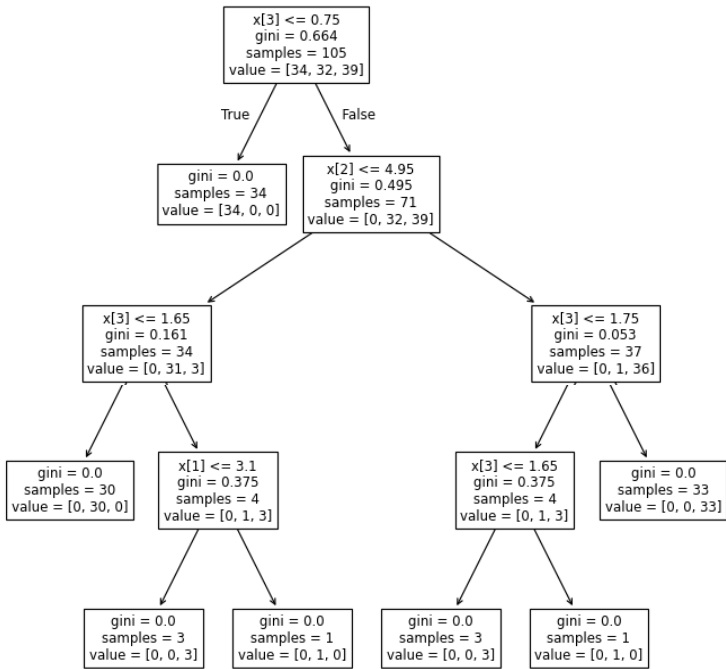 x[3] <= 0.75
gini = 0.664
samples = 105
value = [34, 32, 39]
True
False
gini = 0.0
samples = 34
value = [34, 0, 0]
x[2] <= 4.95
gini = 0.495
samples = 71
value = [0, 32, 39]
x[3] <= 1.65
gini = 0.161
samples = 34
value = [0, 31, 3]
x[3] <= 1.75
gini = 0.053
samples = 37
value = [0, 1, 36]
gini = 0.0
samples = 30
value = [0, 30, 0]
x[1] <= 3.1
gini = 0.375
samples = 4
value = [0, 1, 3]
x[3] <= 1.65
gini = 0.375
samples = 4
value = [0, 1, 3]
gini = 0.0
samples = 33
value = [0, 0, 33]
gini = 0.0
samples = 3
value = [0, 0, 3]
gini = 0.0
samples = 1
value = [0, 1, 0]
gini = 0.0
samples = 3
value = [0, 0, 3]
gini = 0.0
samples = 1
value = [0, 1, 0]